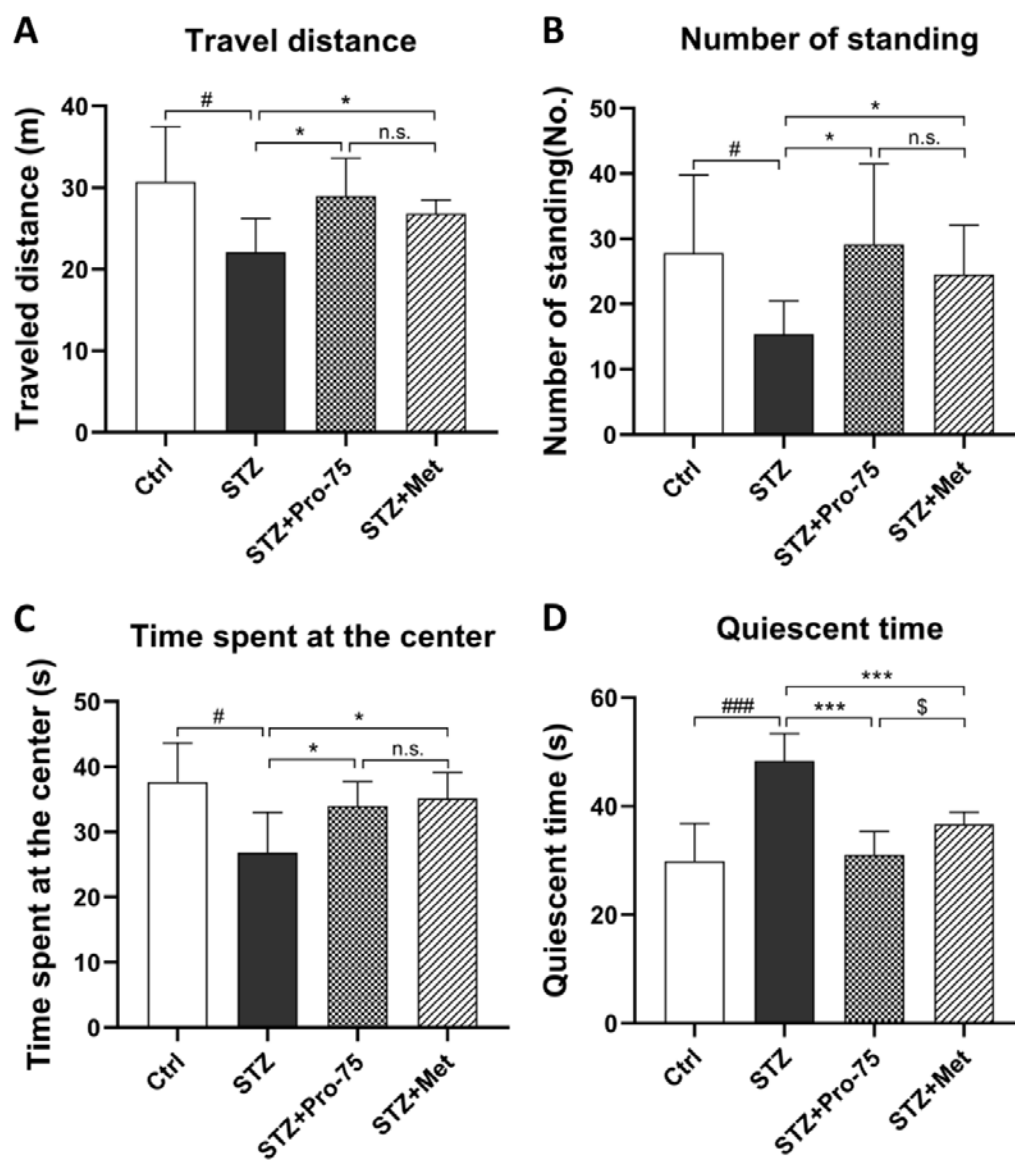 A
Travel distance
Traveled distance (m)
40
30
20
10
0
#
*
*
n.s.
Ctrl
STZ
STZ+Pro-75
STZ+Met
B
Number of standing
Number of standing(No.)
50
40
30
20
10
0
*
#
*
n.s.
Ctrl
STZ
STZ+Pro-75
STZ+Met
C
Time spent at the center
Time spent at the center (s)
50
40
30
20
10
0
#
*
*
n.s.
Ctrl
STZ
STZ+Pro-75
STZ+Met
D
Quiescent time
Quiescent time (s)
60
40
20
0
***
###
***
$
Ctrl
STZ
STZ+Pro-75
STZ+Met